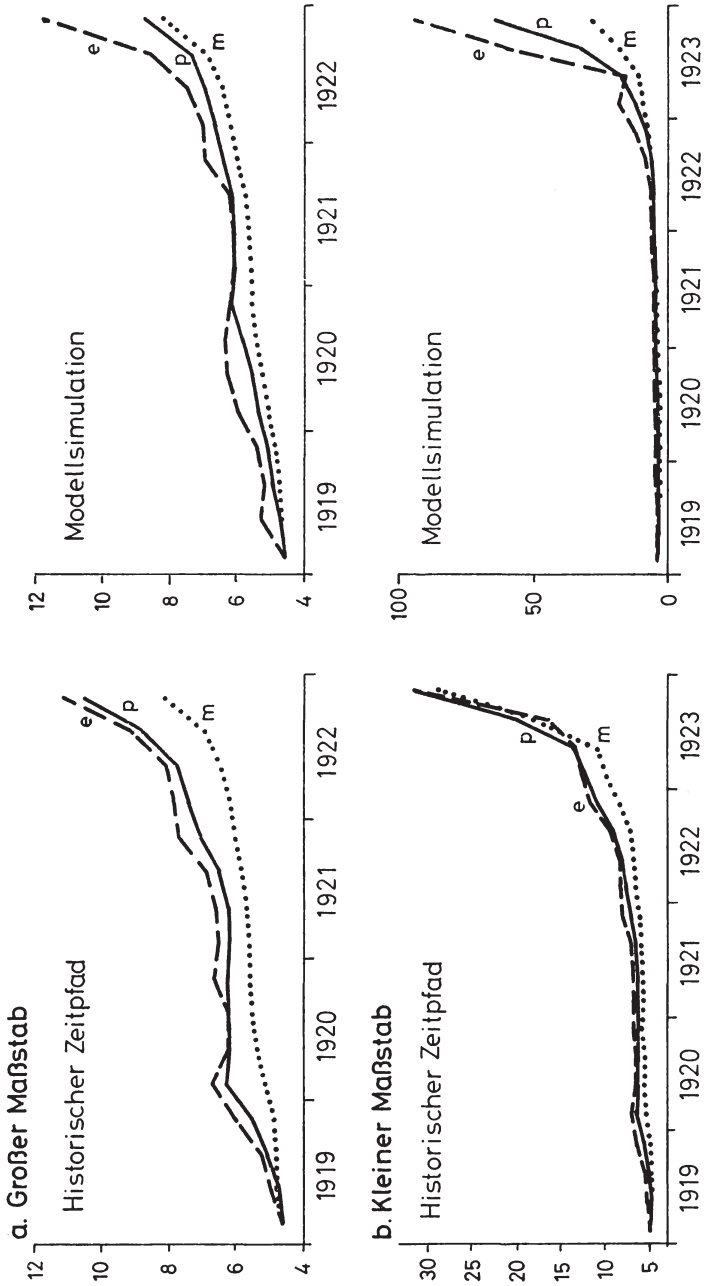 a. Großer Maßstab
Historischer Zeitpfad
12
10
8
6
4
e
p
m
1919
1920
1921
1922
Modellsimulation
12
10
8
6
4
e
p
m
1919
1920
1921
1922
b. Kleiner Maßstab
Historischer Zeitpfad
30
25
20
15
10
5
p
e
m
1919
1920
1921
1922
1923
Modellsimulation
100
50
0
e
p
m
1919
1920
1921
1922
1923